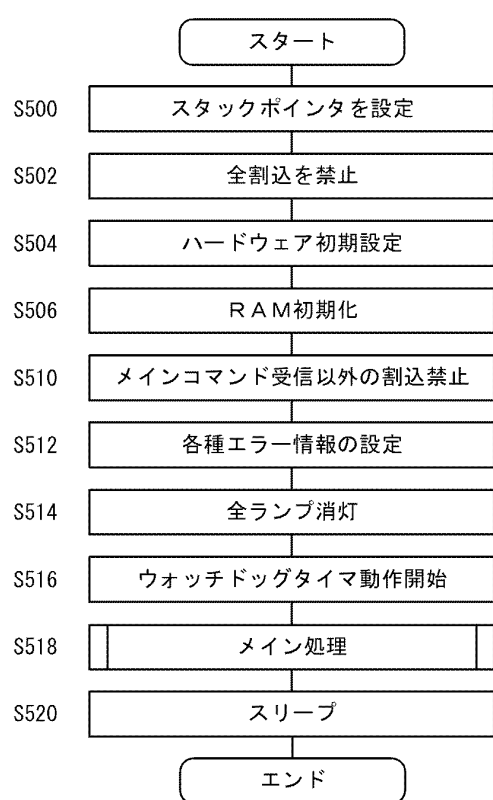 スタート
S500 スタックポインタを設定
S502 全割込を禁止
S504 ハードウェア初期設定
S506 ＲＡＭ初期化
S510 メインコマンド受信以外の割込禁止
S512 各種エラー情報の設定
S514 全ランプ消灯
S516 ウォッチドッグタイマ動作開始
S518 メイン処理
S520 スリープ
エンド